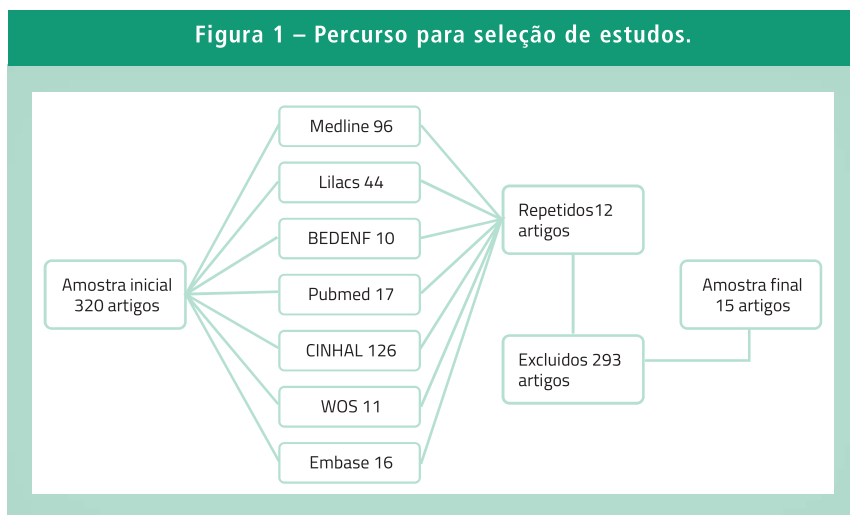 Figura 1 – Percurso para seleção de estudos.
Amostra inicial
320 artigos
Medline 96
Lilacs 44
BEDENF 10
Pubmed 17
CINHAL 126
WOS 11
Embase 16
Repetidos12
artigos
Excluidos 293
artigos
Amostra final
15 artigos